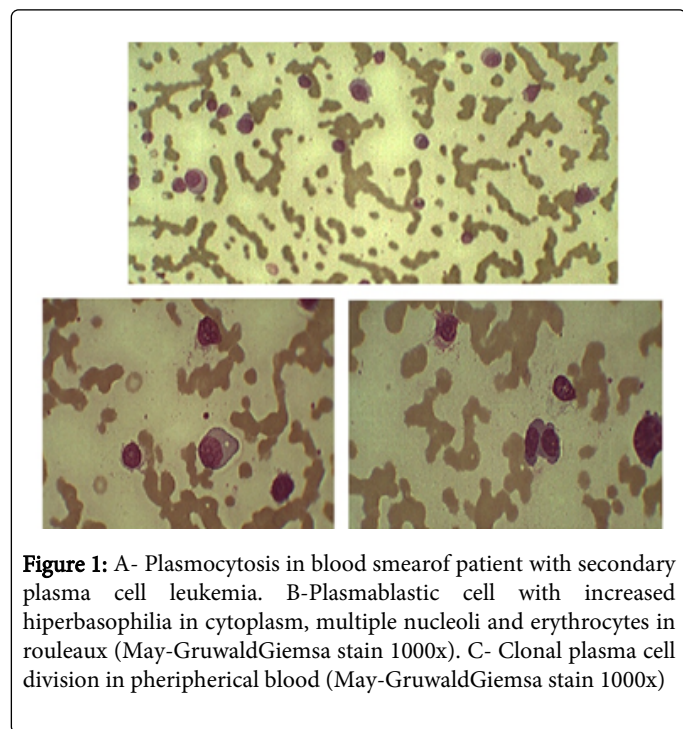 Figure 1: A- Plasmocytosis in blood smearof patient with secondary
plasma cell leukemia. B-Plasmablastic cell with increased
hiperbasophilia in cytoplasm, multiple nucleoli and erythrocytes in
rouleaux (May-GruwaldGiemsa stain 1000x). C- Clonal plasma cell
division in pheripherical blood (May-GruwaldGiemsa stain 1000x)